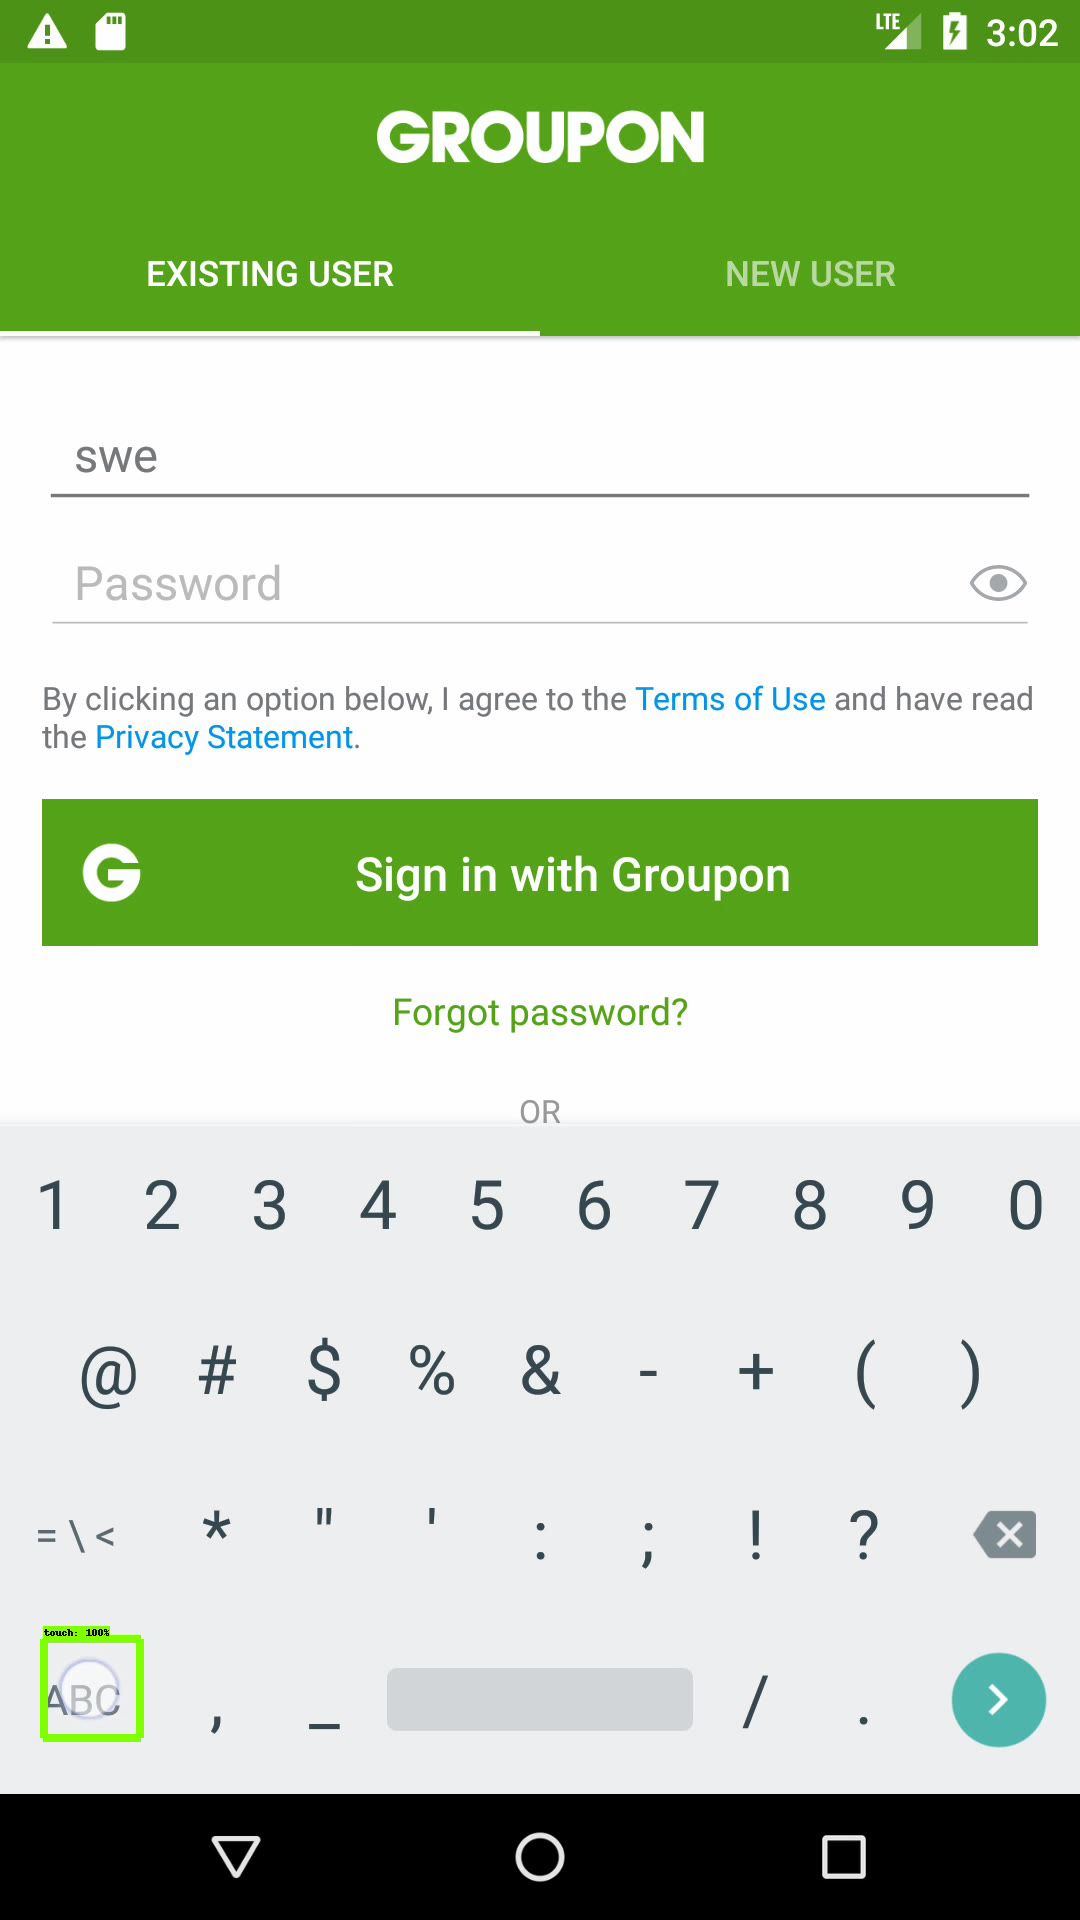 LTE 3:02
GROUPON
EXISTING USER NEW USER
swe
Password
By clicking an option below, I agree to the Terms of Use and have read
the Privacy Statement.
G Sign in with Groupon
Forgot password?
OR
1 2 3 4 5 6 7 8 9 0
@ # $ % & - + ( )
= \ < * " ' : ; ! ?
touch: 100%
ABC , _ / .